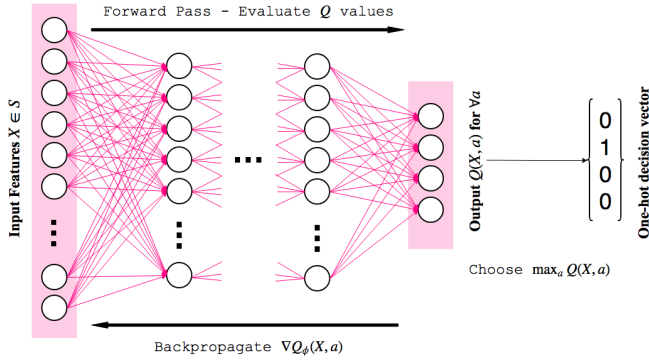 Forward Pass - Evaluate Q values
Input Features X ∈ S
Output Q(X, a) for ∀a
0
1
0
0
One-hot decision vector
Choose max_a Q(X, a)
Backpropagate ∇Q_ϕ(X, a)